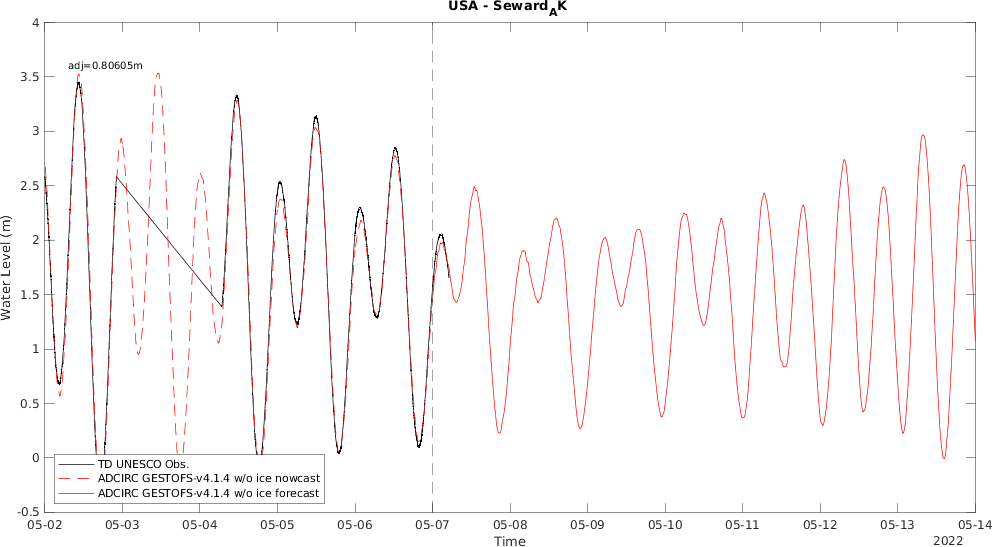 USA - Seward_AK
adj=0.80605m
4
3.5
3
2.5
2
1.5
1
0.5
0
-0.5
Water Level (m)
TD UNESCO Obs.
ADCIRC GESTOFS-v4.1.4 w/o ice nowcast
ADCIRC GESTOFS-v4.1.4 w/o ice forecast
05-02 05-03 05-04 05-05 05-06 05-07 05-08 05-09 05-10 05-11 05-12 05-13 05-14
Time
2022